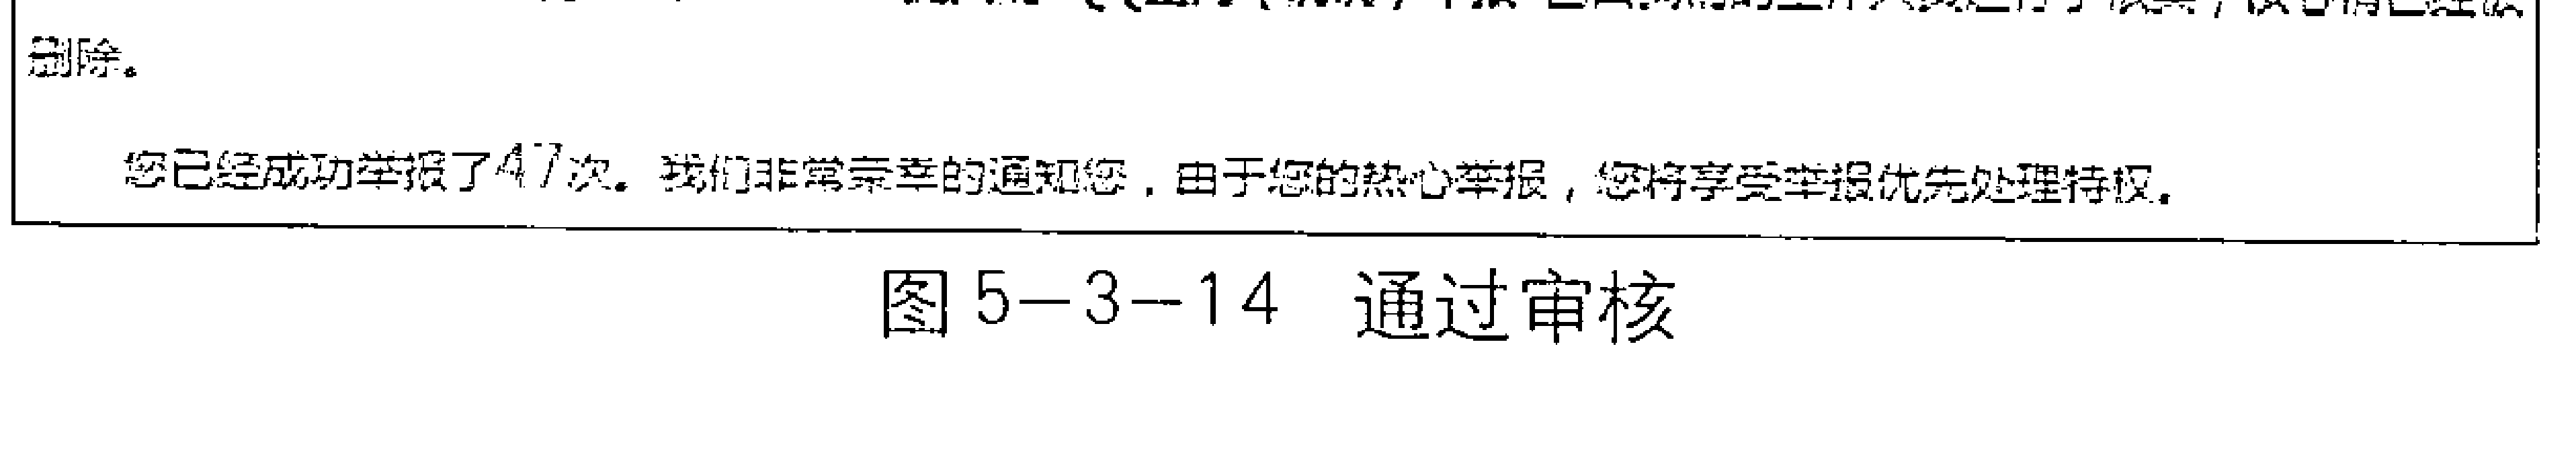 删除。
您已经成功举报了47次。我们非常荣幸的通知您，由于您的热心举报，您将享受举报优先处理特权。
图5-3-14 通过审核